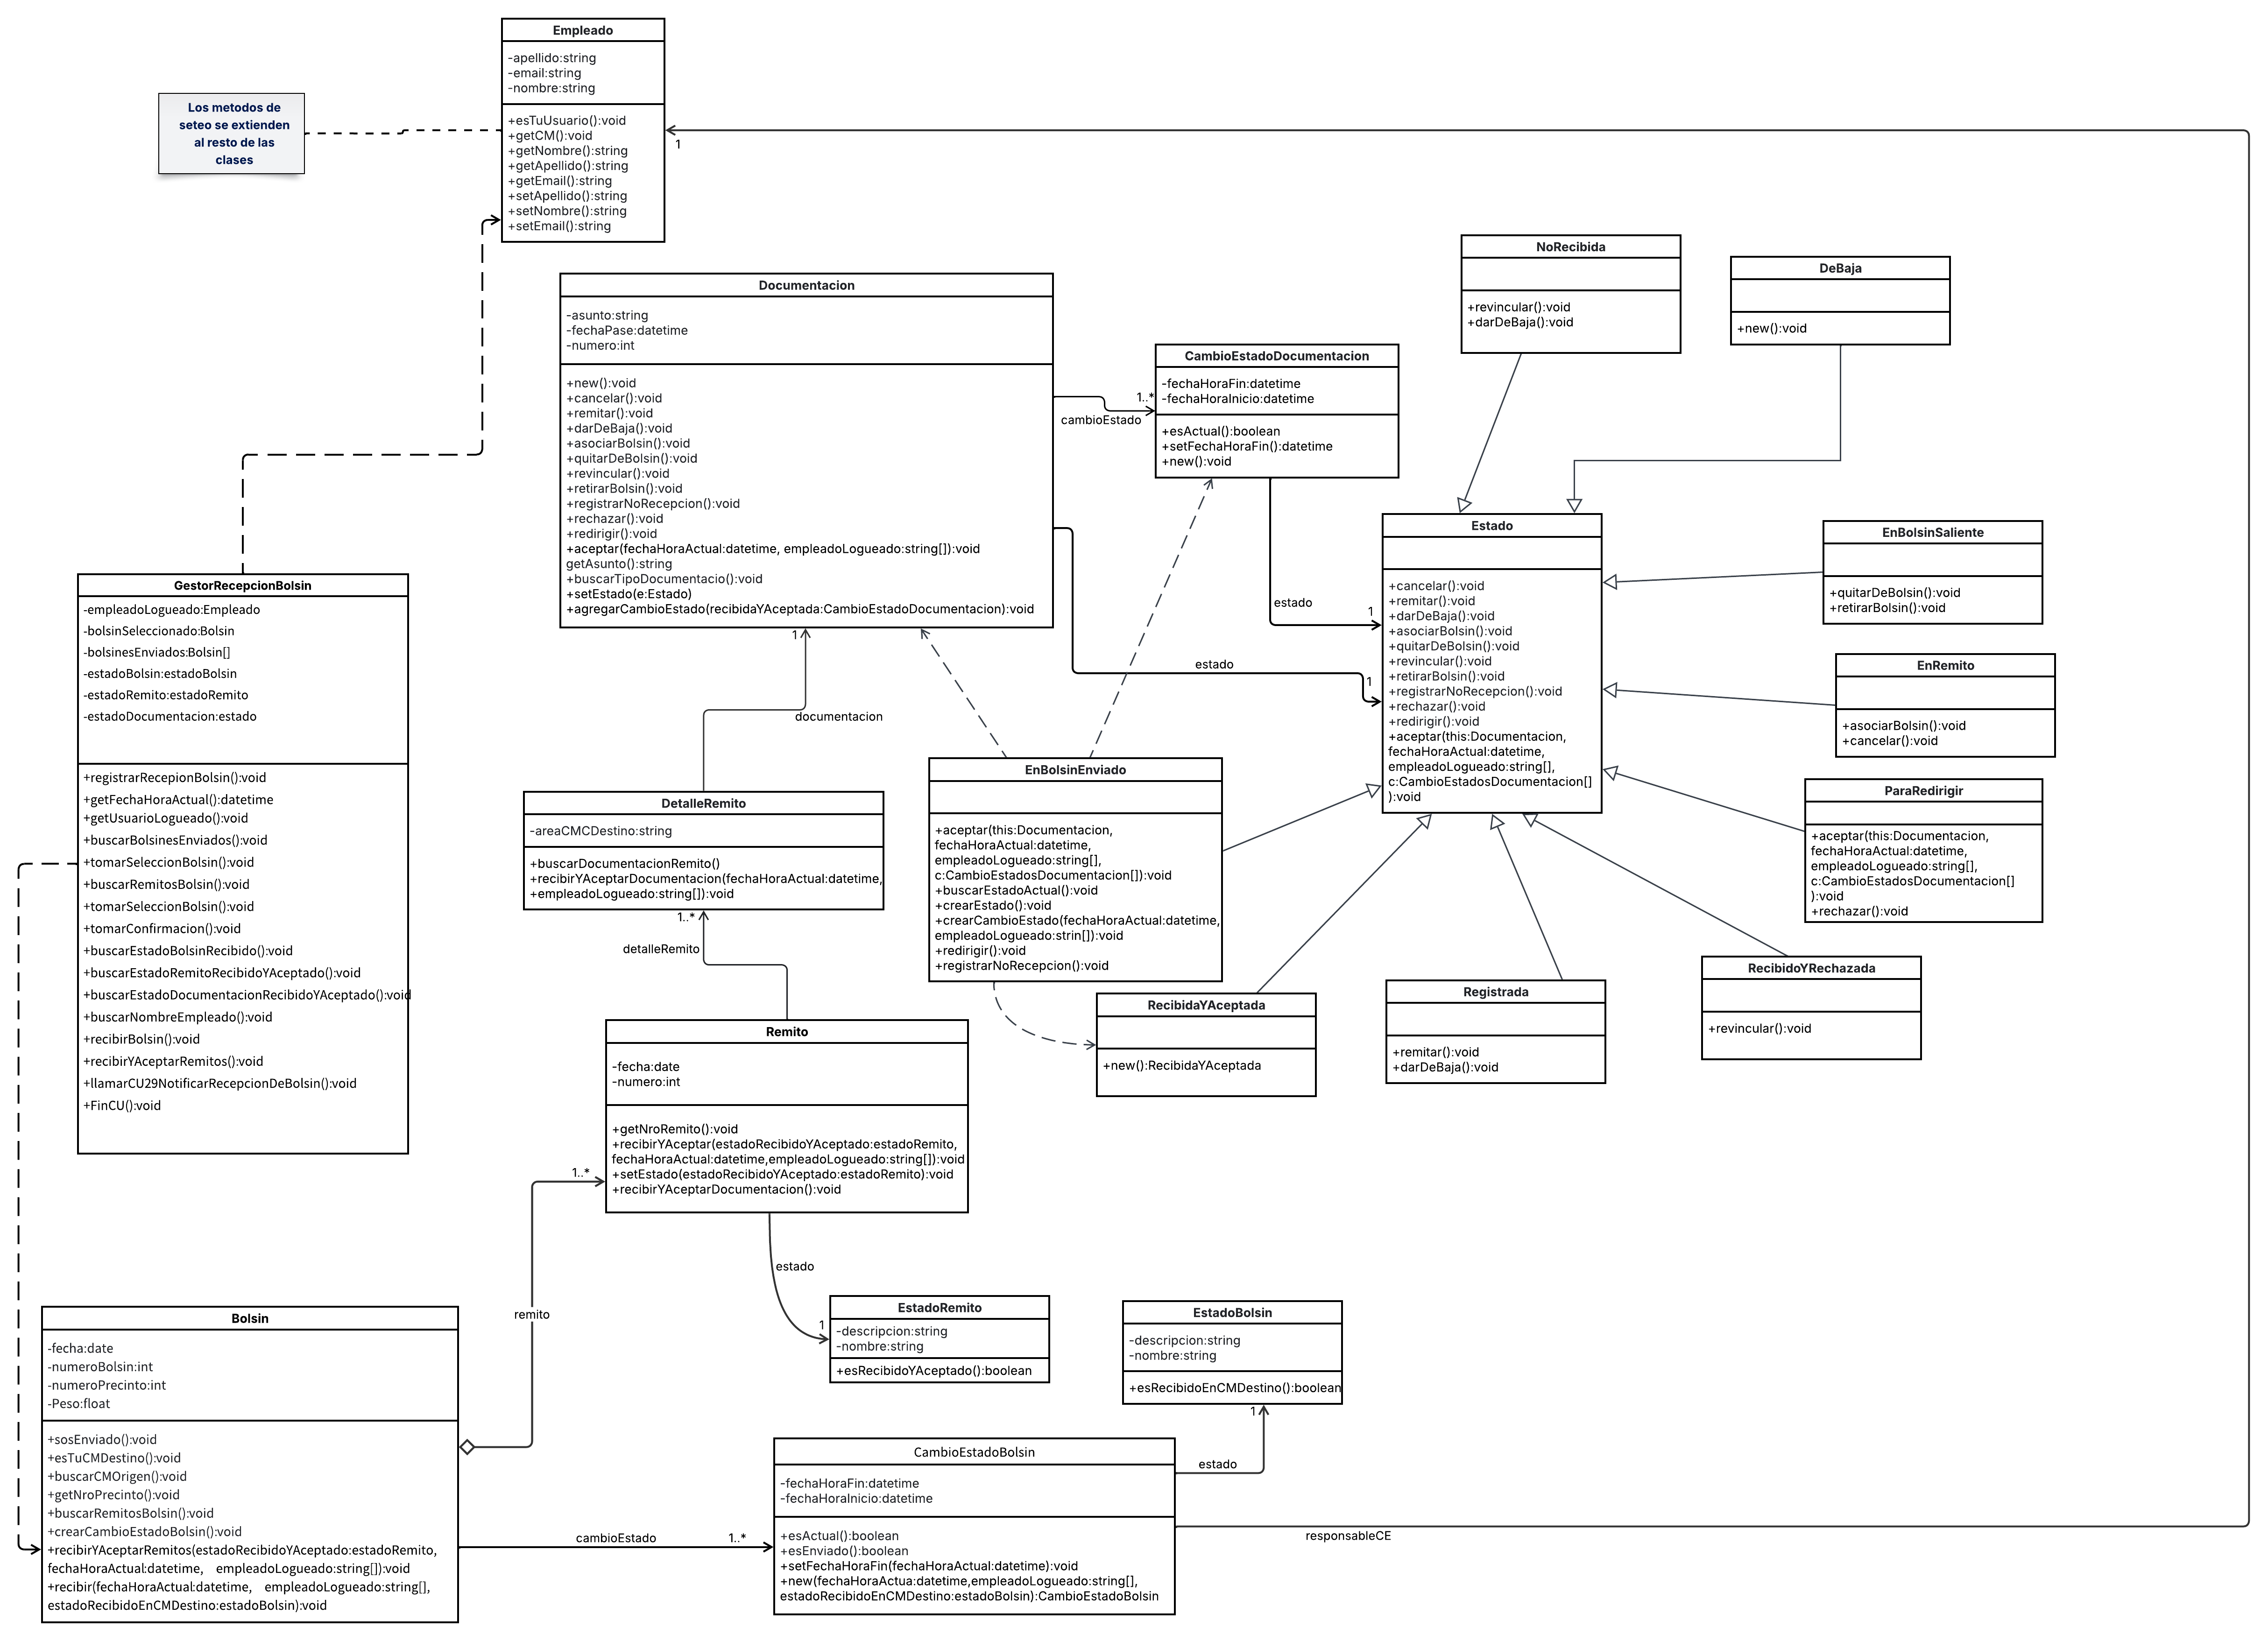 Empleado
-apellido:string
-email:string
-nombre:string
+esTuUsuario():void
+getCM():void
+getNombre():string
+getApellido():string
+getEmail():string
+setApellido():string
+setNombre():string
+setEmail():string
Los metodos de
seteo se extienden
al resto de las
clases
1
NoRecibida
+revincular():void
+darDeBaja():void
DeBaja
+new():void
Documentacion
-asunto:string
-fechaPase:datetime
-numero:int
+new():void
+cancelar():void
+remitar():void
+darDeBaja():void
+asociarBolsin():void
+quitarDeBolsin():void
+revincular():void
+retirarBolsin():void
+registrarNoRecepcion():void
+rechazar():void
+redirigir():void
+aceptar(fechaHoraActual:datetime, empleadoLogueado:string[]):void
getAsunto():string
+buscarTipoDocumentacio():void
+setEstado(e:Estado)
+agregarCambioEstado(recibidaYAceptada:CambioEstadoDocumentacion):void
1..*
cambioEstado
CambioEstadoDocumentacion
-fechaHoraFin:datetime
-fechaHoraInicio:datetime
+esActual():boolean
+setFechaHoraFin():datetime
+new():void
estado
1
estado
1
Estado
+cancelar():void
+remitar():void
+darDeBaja():void
+asociarBolsin():void
+quitarDeBolsin():void
+revincular():void
+retirarBolsin():void
+registrarNoRecepcion():void
+rechazar():void
+redirigir():void
+aceptar(this:Documentacion,
fechaHoraActual:datetime,
empleadoLogueado:string[],
c:CambioEstadosDocumentacion[]
):void
EnBolsinSaliente
+quitarDeBolsin():void
+retirarBolsin():void
EnRemito
+asociarBolsin():void
+cancelar():void
ParaRedirigir
+aceptar(this:Documentacion,
fechaHoraActual:datetime,
empleadoLogueado:string[],
c:CambioEstadosDocumentacion[]
):void
+rechazar():void
GestorRecepcionBolsin
-empleadoLogueado:Empleado
-bolsinSeleccionado:Bolsin
-bolsinesEnviados:Bolsin[]
-estadoBolsin:estadoBolsin
-estadoRemito:estadoRemito
-estadoDocumentacion:estado
+registrarRecepionBolsin():void
+getFechaHoraActual():datetime
+getUsuarioLogueado():void
+buscarBolsinesEnviados():void
+tomarSeleccionBolsin():void
+buscarRemitosBolsin():void
+tomarSeleccionBolsin():void
+tomarConfirmacion():void
+buscarEstadoBolsinRecibido():void
+buscarEstadoRemitoRecibidoYAceptado():void
+buscarEstadoDocumentacionRecibidoYAceptado():void
+buscarNombreEmpleado():void
+recibirBolsin():void
+recibirYAceptarRemitos():void
+llamarCU29NotificarRecepcionDeBolsin():void
+FinCU():void
1
documentacion
DetalleRemito
-areaCMCDestino:string
+buscarDocumentacionRemito()
+recibirYAceptarDocumentacion(fechaHoraActual:datetime,
+empleadoLogueado:string[]):void
1..*
detalleRemito
EnBolsinEnviado
+aceptar(this:Documentacion,
fechaHoraActual:datetime,
empleadoLogueado:string[],
c:CambioEstadosDocumentacion[]):void
+buscarEstadoActual():void
+crearEstado():void
+crearCambioEstado(fechaHoraActual:datetime,
empleadoLogueado:strin[]):void
+redirigir():void
+registrarNoRecepcion():void
RecibidaYAceptada
+new():RecibidaYAceptada
Registrada
+remitar():void
+darDeBaja():void
RecibidoYRechazada
+revincular():void
Remito
-fecha:date
-numero:int
+getNroRemito():void
+recibirYAceptar(estadoRecibidoYAceptado:estadoRemito,
fechaHoraActual:datetime,empleadoLogueado:string[]):void
+setEstado(estadoRecibidoYAceptado:estadoRemito):void
+recibirYAceptarDocumentacion():void
1..*
remito
estado
1
EstadoRemito
-descripcion:string
-nombre:string
+esRecibidoYAceptado():boolean
EstadoBolsin
-descripcion:string
-nombre:string
+esRecibidoEnCMDestino():boolean
1
estado
Bolsin
-fecha:date
-numeroBolsin:int
-numeroPrecinto:int
-Peso:float
+sosEnviado():void
+esTuCMDestino():void
+buscarCMOrigen():void
+getNroPrecinto():void
+buscarRemitosBolsin():void
+crearCambioEstadoBolsin():void
+recibirYAceptarRemitos(estadoRecibidoYAceptado:estadoRemito,
fechaHoraActual:datetime, empleadoLogueado:string[]):void
+recibir(fechaHoraActual:datetime, empleadoLogueado:string[],
estadoRecibidoEnCMDestino:estadoBolsin):void
cambioEstado
1..*
CambioEstadoBolsin
-fechaHoraFin:datetime
-fechaHoraInicio:datetime
+esActual():boolean
+esEnviado():boolean
+setFechaHoraFin(fechaHoraActual:datetime):void
+new(fechaHoraActua:datetime,empleadoLogueado:string[],
estadoRecibidoEnCMDestino:estadoBolsin):CambioEstadoBolsin
responsableCE